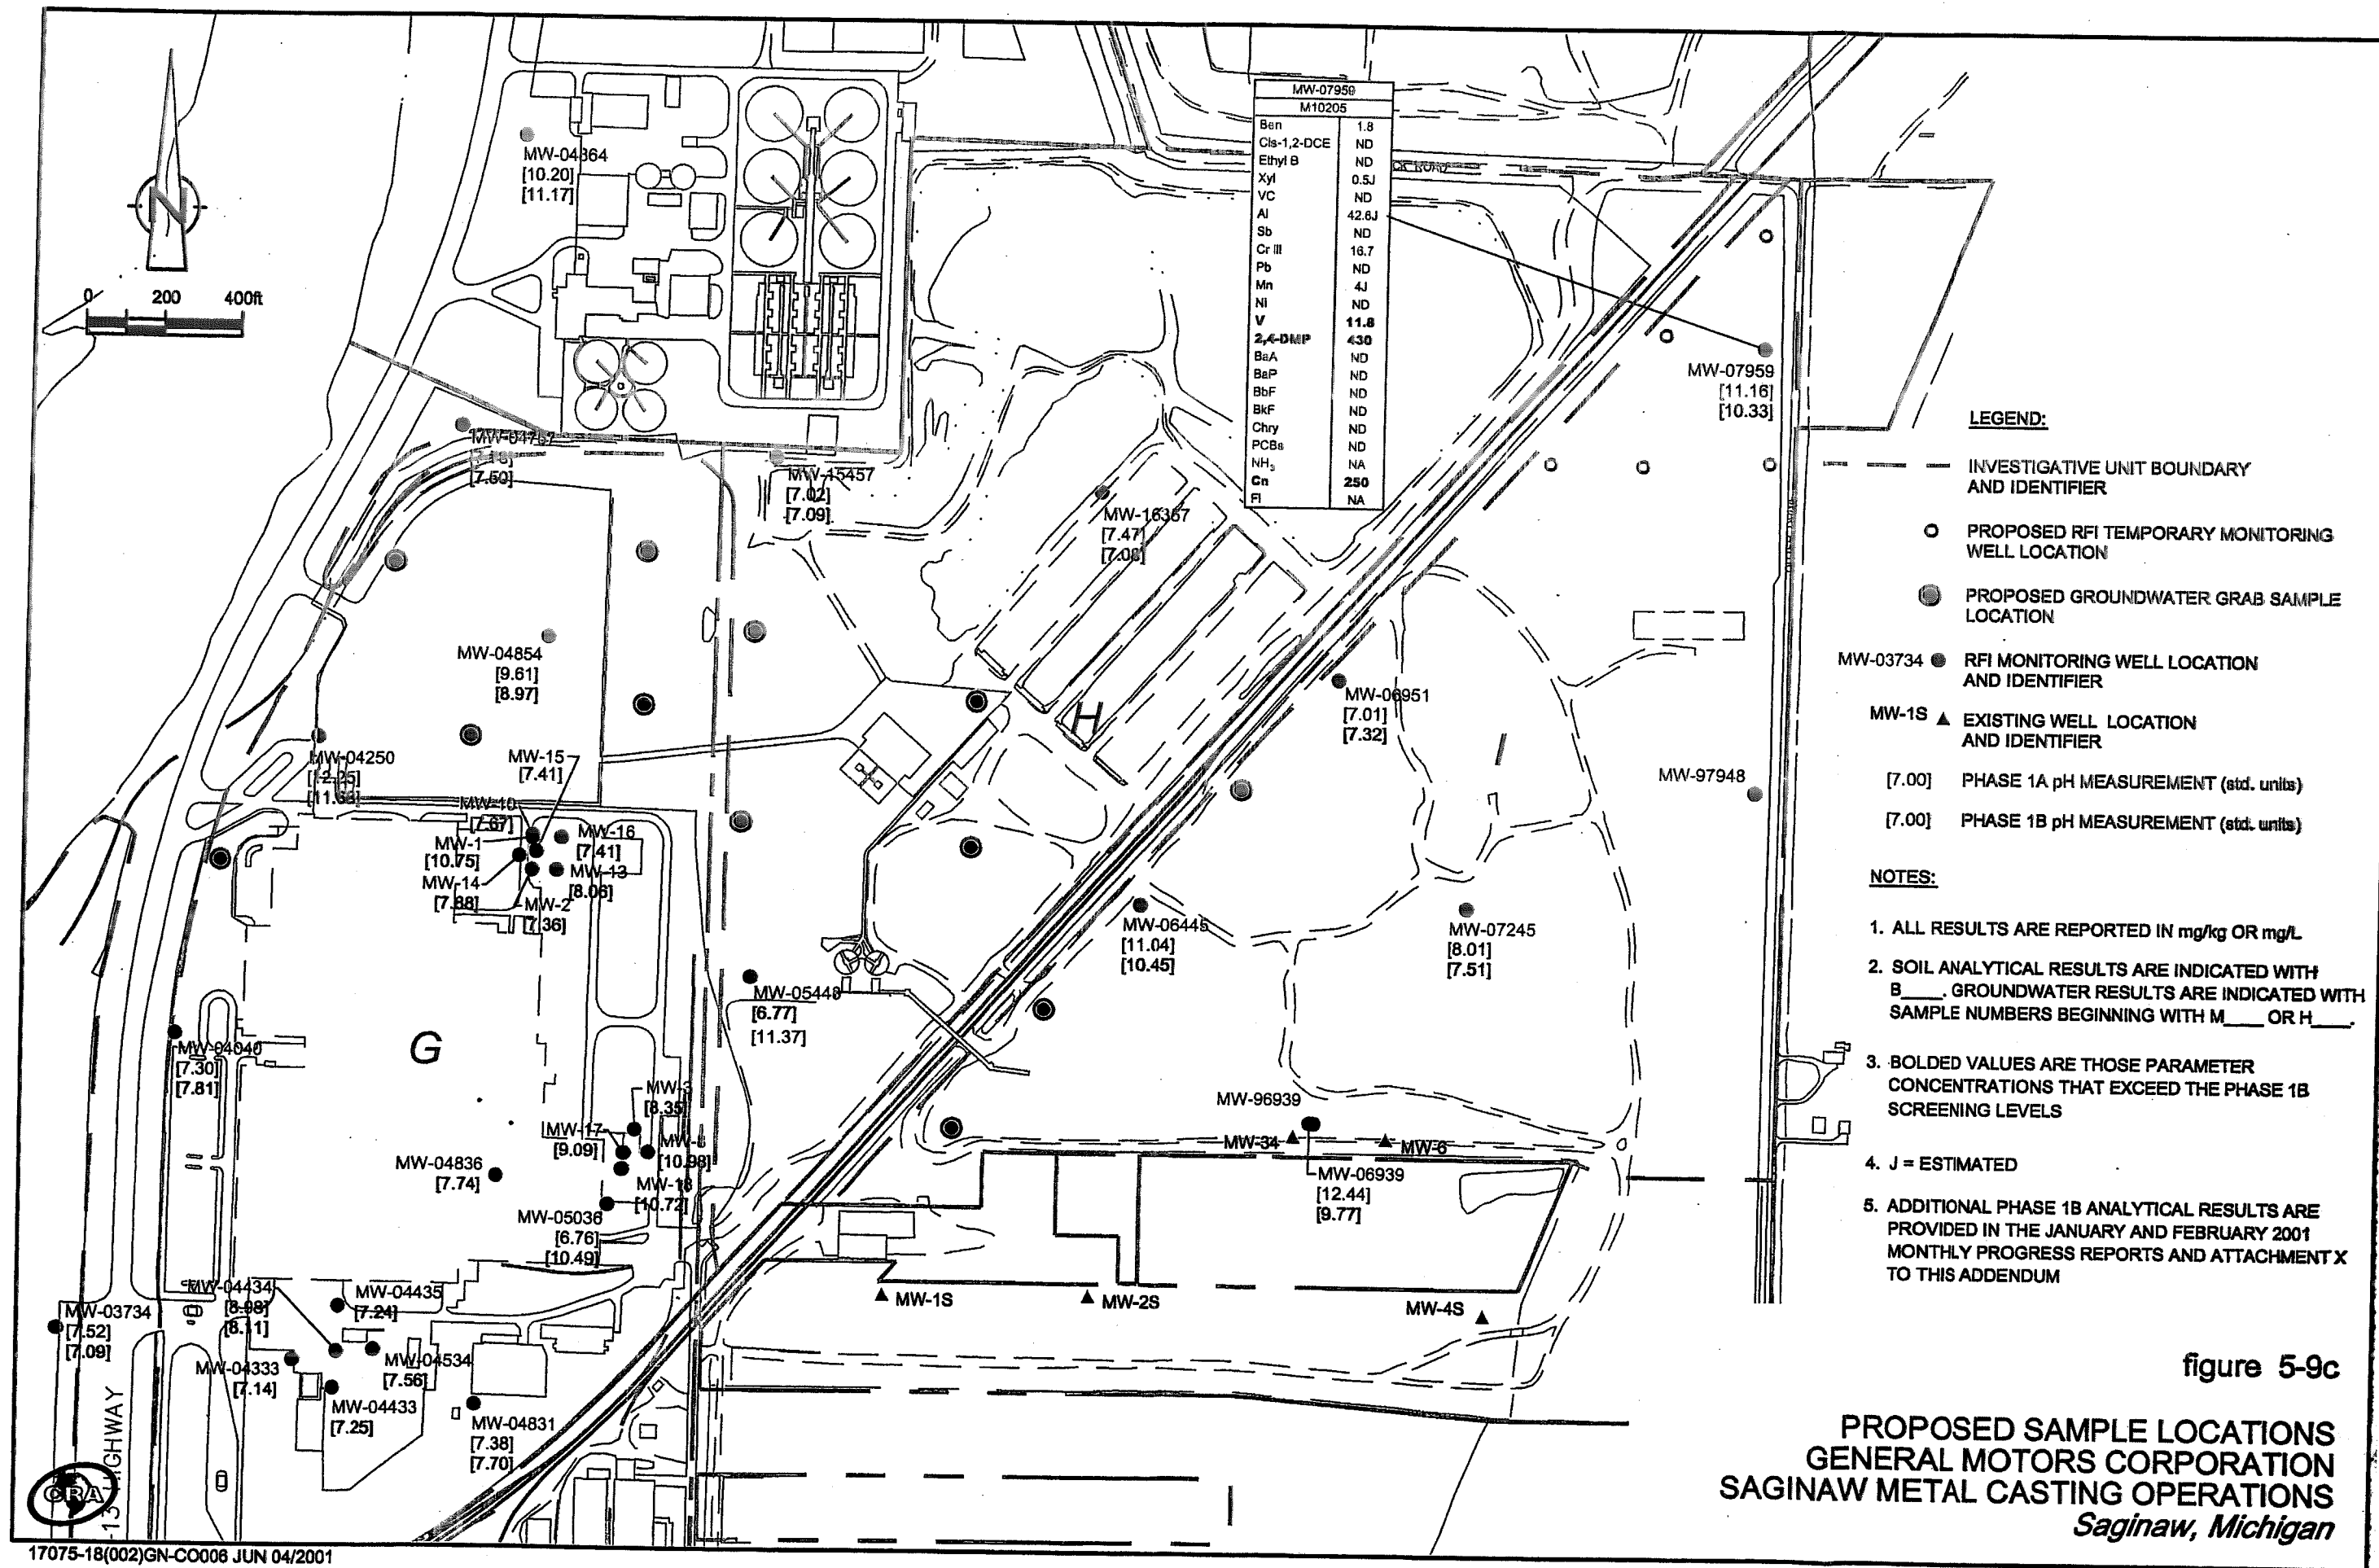 MW-07959
M10205
Ben 1.8
Cis-1,2-DCE ND
Ethyl B ND
Xyl 0.5J
VC ND
Al 42.6J
Sb ND
Cr III 16.7
Pb ND
Mn 4J
Ni ND
V 11.8
2,4-DMP 430
BaA ND
BaP ND
BbF ND
BkF ND
Chry ND
PCBs ND
NH3 NA
Cn 250
Fl NA
ROAD
N
0 200 400ft
MW-04864
[10.20]
[11.17]
MW-04757
[7.50]
MW-15457
[7.02]
[7.09]
MW-16367
[7.47]
[7.08]
MW-07959
[11.16]
[10.33]
MW-04854
[9.61]
[8.97]
MW-04250
[12.25]
MW-15
[7.41]
MW-10
[7.67]
MW-1
[10.75]
MW-16
[7.41]
MW-14
[7.88]
MW-13
[8.06]
MW-2
[7.36]
H
MW-06951
[7.01]
[7.32]
MW-97948
MW-06445
[11.04]
[10.45]
MW-07245
[8.01]
[7.51]
MW-05448
[6.77]
[11.37]
G
MW-04040
[7.30]
[7.81]
MW-3
[8.35]
MW-17
[9.09]
[10.98]
MW-18
[10.72]
MW-04836
[7.74]
MW-05036
[6.76]
[10.49]
MW-96939
MW-34
MW-6
MW-06939
[12.44]
[9.77]
MW-1S
MW-2S
MW-4S
MW-04434
[8.98]
[8.11]
MW-04435
[7.24]
MW-03734
[7.52]
[7.09]
MW-04333
[7.14]
MW-04534
[7.56]
MW-04433
[7.25]
MW-04831
[7.38]
[7.70]
HIGHWAY
CRA
LEGEND:
INVESTIGATIVE UNIT BOUNDARY
AND IDENTIFIER
PROPOSED RFI TEMPORARY MONITORING
WELL LOCATION
PROPOSED GROUNDWATER GRAB SAMPLE
LOCATION
MW-03734 RFI MONITORING WELL LOCATION
AND IDENTIFIER
MW-1S EXISTING WELL LOCATION
AND IDENTIFIER
[7.00] PHASE 1A pH MEASUREMENT (std. units)
[7.00] PHASE 1B pH MEASUREMENT (std. units)
NOTES:
1. ALL RESULTS ARE REPORTED IN mg/kg OR mg/L
2. SOIL ANALYTICAL RESULTS ARE INDICATED WITH
B____. GROUNDWATER RESULTS ARE INDICATED WITH
SAMPLE NUMBERS BEGINNING WITH M____ OR H____.
3. BOLDED VALUES ARE THOSE PARAMETER
CONCENTRATIONS THAT EXCEED THE PHASE 1B
SCREENING LEVELS
4. J = ESTIMATED
5. ADDITIONAL PHASE 1B ANALYTICAL RESULTS ARE
PROVIDED IN THE JANUARY AND FEBRUARY 2001
MONTHLY PROGRESS REPORTS AND ATTACHMENT X
TO THIS ADDENDUM
figure 5-9c
PROPOSED SAMPLE LOCATIONS
GENERAL MOTORS CORPORATION
SAGINAW METAL CASTING OPERATIONS
Saginaw, Michigan
17075-18(002)GN-CO006 JUN 04/2001